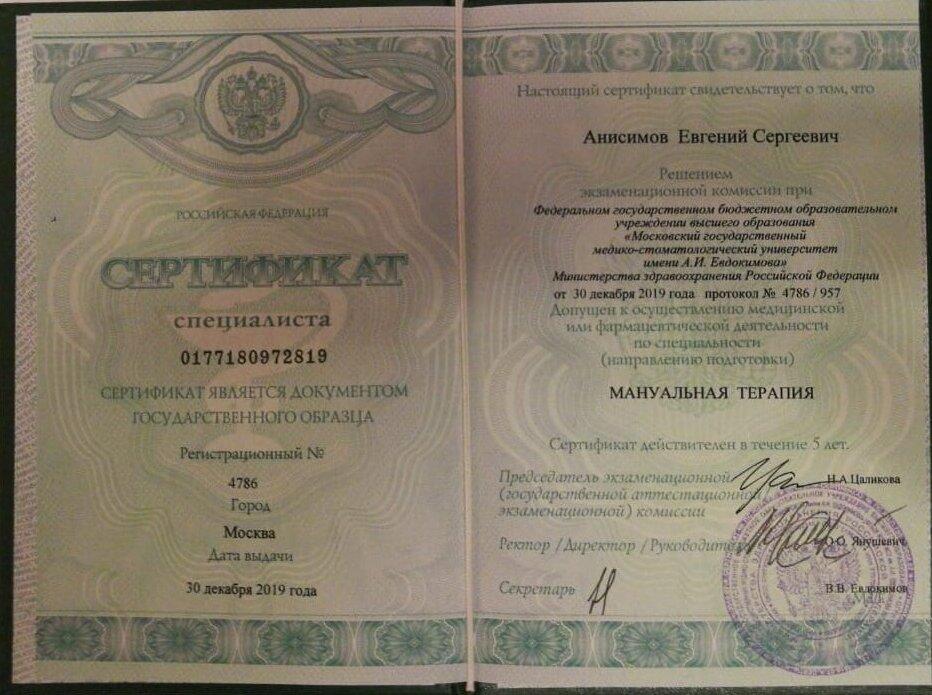 РОССИЙСКАЯ ФЕДЕРАЦИЯ
СЕРТИФИКАТ
специалиста
0177180972819
СЕРТИФИКАТ ЯВЛЯЕТСЯ ДОКУМЕНТОМ
ГОСУДАРСТВЕННОГО ОБРАЗЦА
Регистрационный №
4786
Город
Москва
Дата выдачи
30 декабря 2019 года
Настоящий сертификат свидетельствует о том, что
Анисимов Евгений Сергеевич
Решением
экзаменационной комиссии при
Федеральном государственном бюджетном образовательном
учреждении высшего образования
«Московский государственный
медико-стоматологический университет
имени А.И. Евдокимова»
Министерства здравоохранения Российской Федерации
от 30 декабря 2019 года протокол № 4786 / 957
Допущен к осуществлению медицинской
или фармацевтической деятельности
по специальности
(направлению подготовки)
МАНУАЛЬНАЯ ТЕРАПИЯ
Сертификат действителен в течение 5 лет.
Председатель экзаменационной
Н.А.Цаликова
(государственной аттестационной,
экзаменационной) комиссии
Ректор /Директор /Руководитель
О.О. Янушевич
Секретарь
В.В. Евдокимов